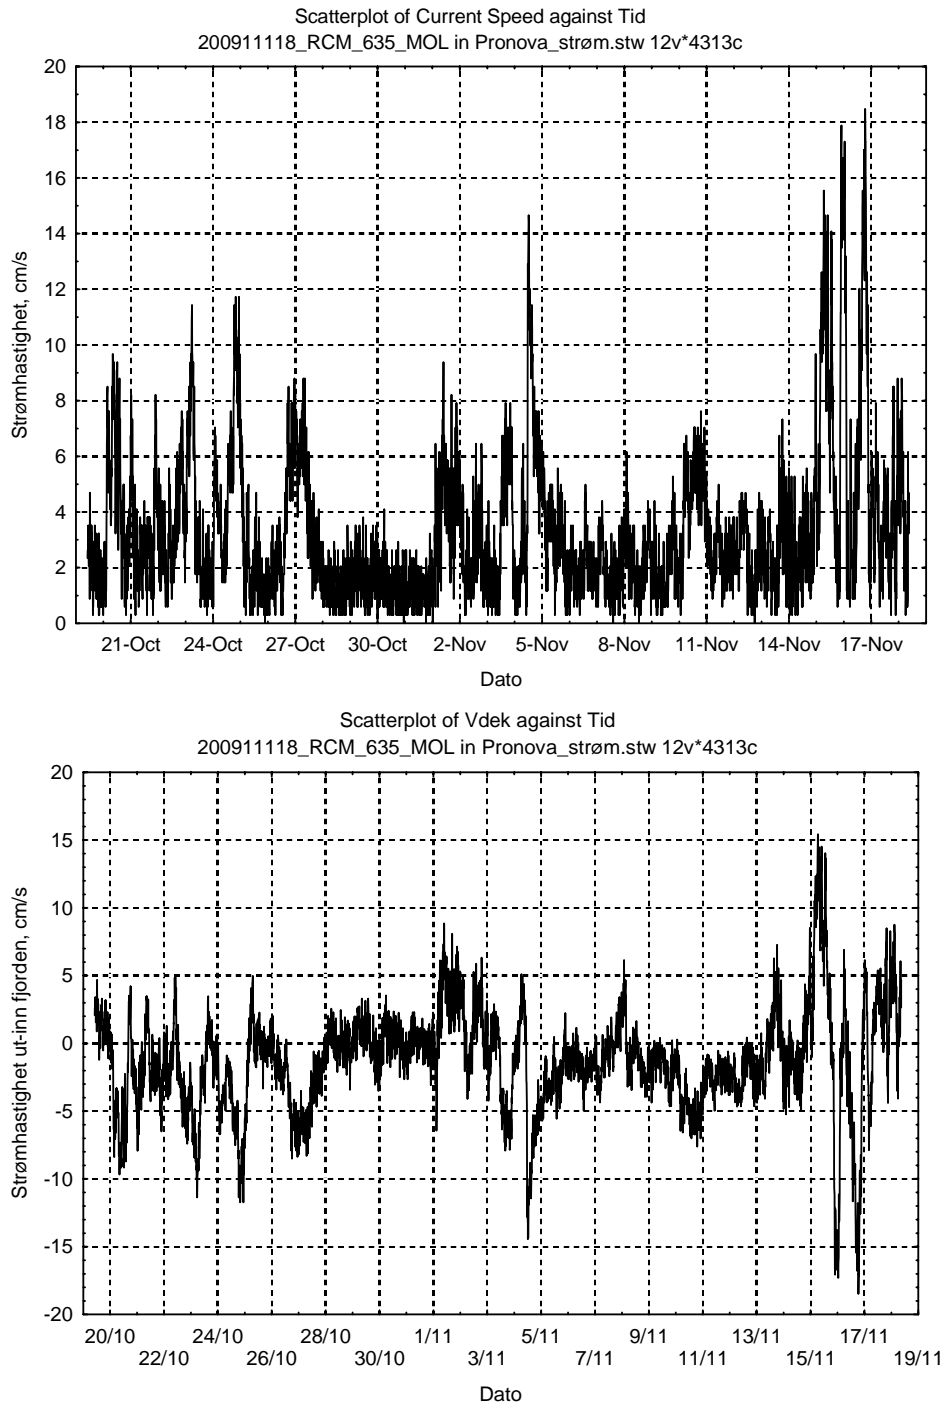 Scatterplot of Current Speed against Tid
200911118_RCM_635_MOL in Pronova_strøm.stw 12v*4313c
20
18
16
14
12
10
8
6
4
2
0
Strømhastighet, cm/s
21-Oct 24-Oct 27-Oct 30-Oct 2-Nov 5-Nov 8-Nov 11-Nov 14-Nov 17-Nov
Dato
Scatterplot of Vdek against Tid
200911118_RCM_635_MOL in Pronova_strøm.stw 12v*4313c
20
15
10
5
0
-5
-10
-15
-20
Strømhastighet ut-inn fjorden, cm/s
20/10 24/10 28/10 1/11 5/11 9/11 13/11 17/11
22/10 26/10 30/10 3/11 7/11 11/11 15/11 19/11
Dato